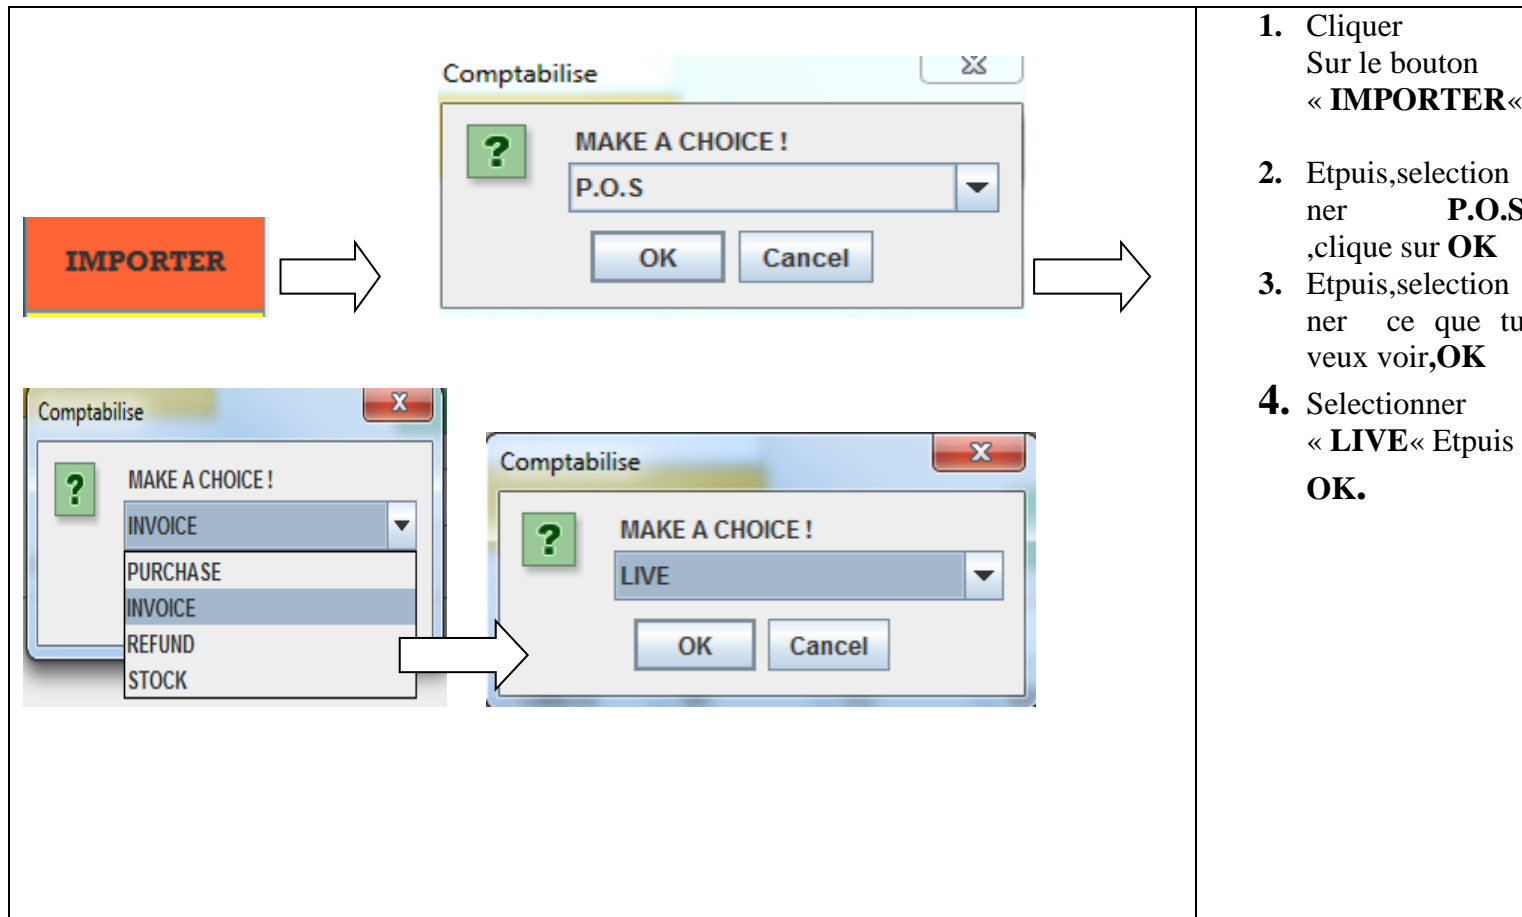 IMPORTER
Comptabilise
MAKE A CHOICE !
P.O.S
OK Cancel
Comptabilise
MAKE A CHOICE !
INVOICE
PURCHASE
INVOICE
REFUND
STOCK
Comptabilise
MAKE A CHOICE !
LIVE
OK Cancel
1. Cliquer
Sur le bouton
« IMPORTER«
2. Etpuis,selection
ner P.O.S
,clique sur OK
3. Etpuis,selection
ner ce que tu
veux voir,OK
4. Selectionner
« LIVE« Etpuis
OK.